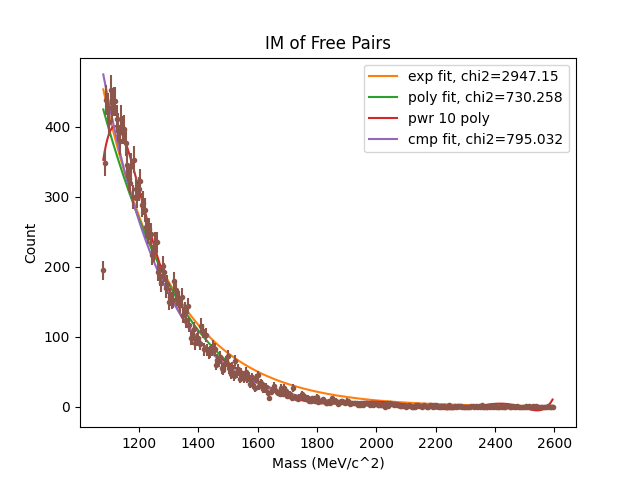 IM of Free Pairs
exp fit, chi2=2947.15
poly fit, chi2=730.258
pwr 10 poly
cmp fit, chi2=795.032
Count
400
300
200
100
0
1200 1400 1600 1800 2000 2200 2400 2600
Mass (MeV/c^2)